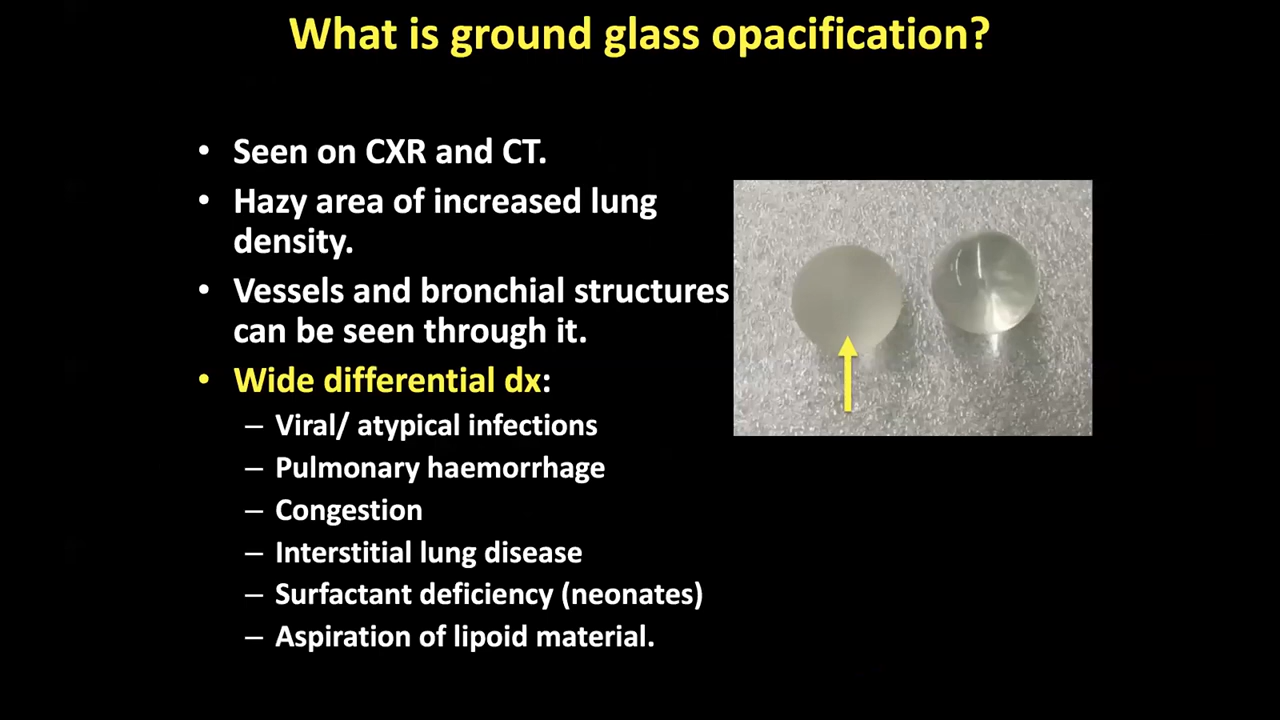 What is ground glass opacification?
• Seen on CXR and CT.
• Hazy area of increased lung
density.
• Vessels and bronchial structures
can be seen through it.
• Wide differential dx:
– Viral/ atypical infections
– Pulmonary haemorrhage
– Congestion
– Interstitial lung disease
– Surfactant deficiency (neonates)
– Aspiration of lipoid material.